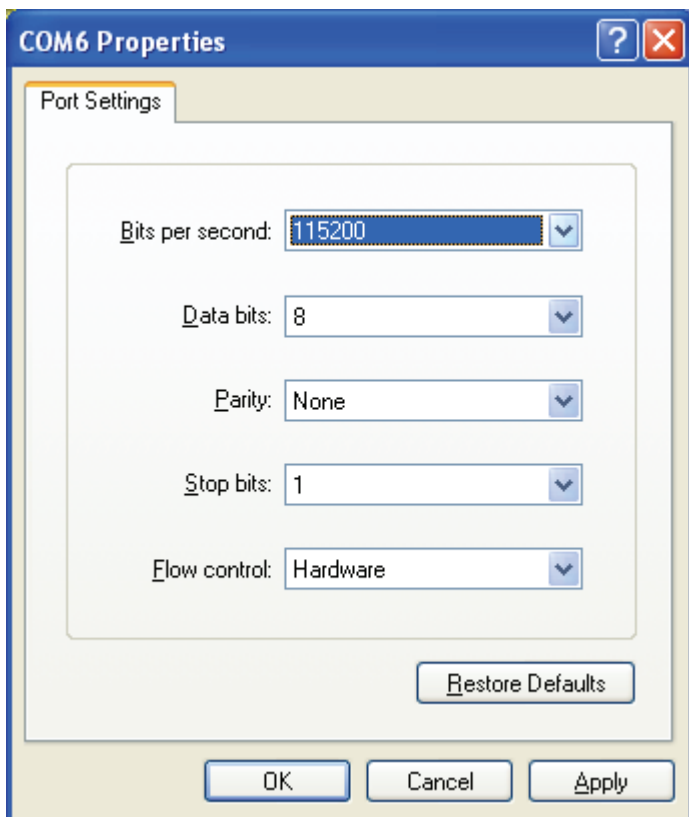 COM6 Properties
Port Settings
Bits per second: 115200
Data bits: 8
Parity: None
Stop bits: 1
Flow control: Hardware
Restore Defaults
OK Cancel Apply